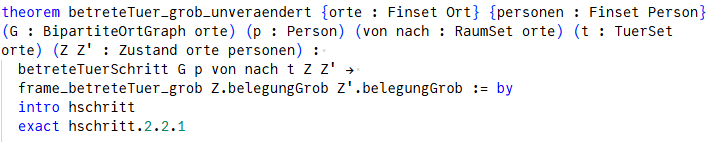 theorem betreteTuer_grob_unveraendert {orte : Finset Ort} {personen : Finset Person}
(G : BipartiteOrtGraph orte) (p : Person) (von nach : RaumSet orte) (t : TuerSet
orte) (Z Z' : Zustand orte personen) :
betreteTuerSchritt G p von nach t Z Z' →
frame_betreteTuer_grob Z.belegungGrob Z'.belegungGrob := by
intro hschritt
exact hschritt.2.2.1